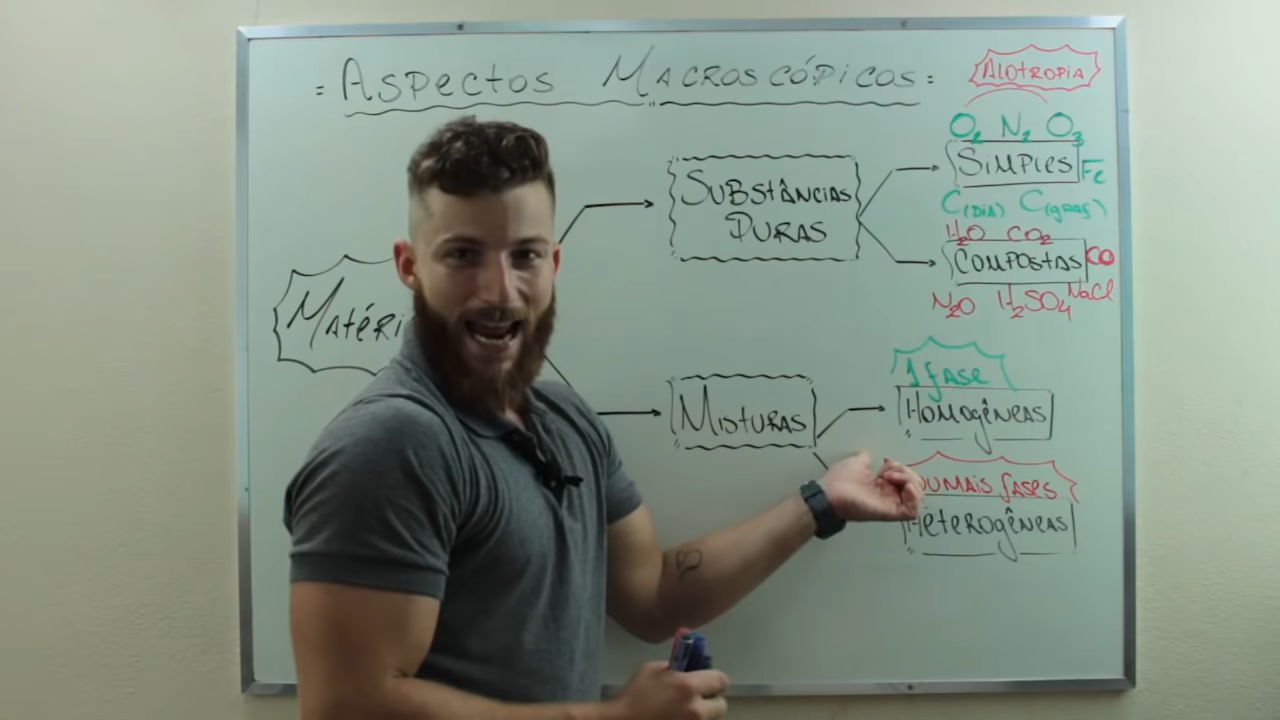 = Aspectos Macroscópicos =
Alotropia
O2 N2 O3
Simples Fe
C(DIA) C(graf)
Substâncias
Puras
H2O CO2
Compostas CO
N2O H2SO4 NaCl
Matéri
1 fase
Misturas
Homogêneas
ou mais fases
Heterogêneas